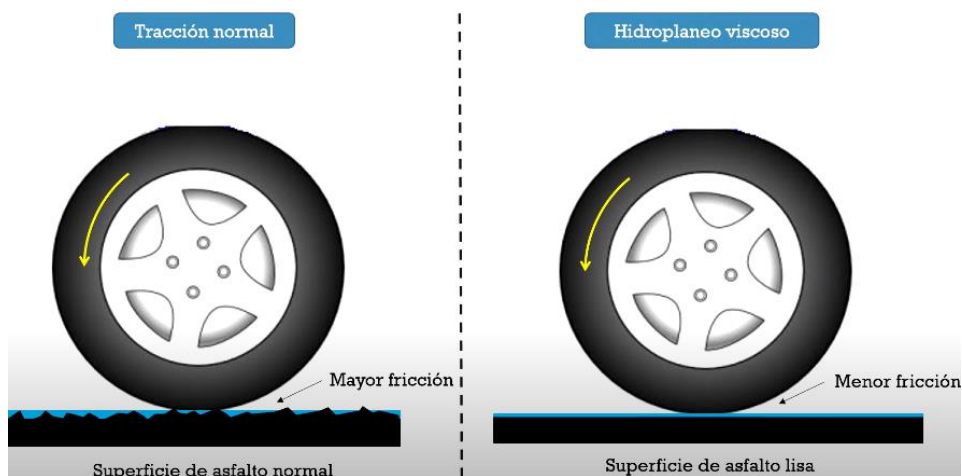 Tracción normal
Hidroplaneo viscoso
Mayor fricción
Menor fricción
Superficie de asfalto normal
Superficie de asfalto lisa